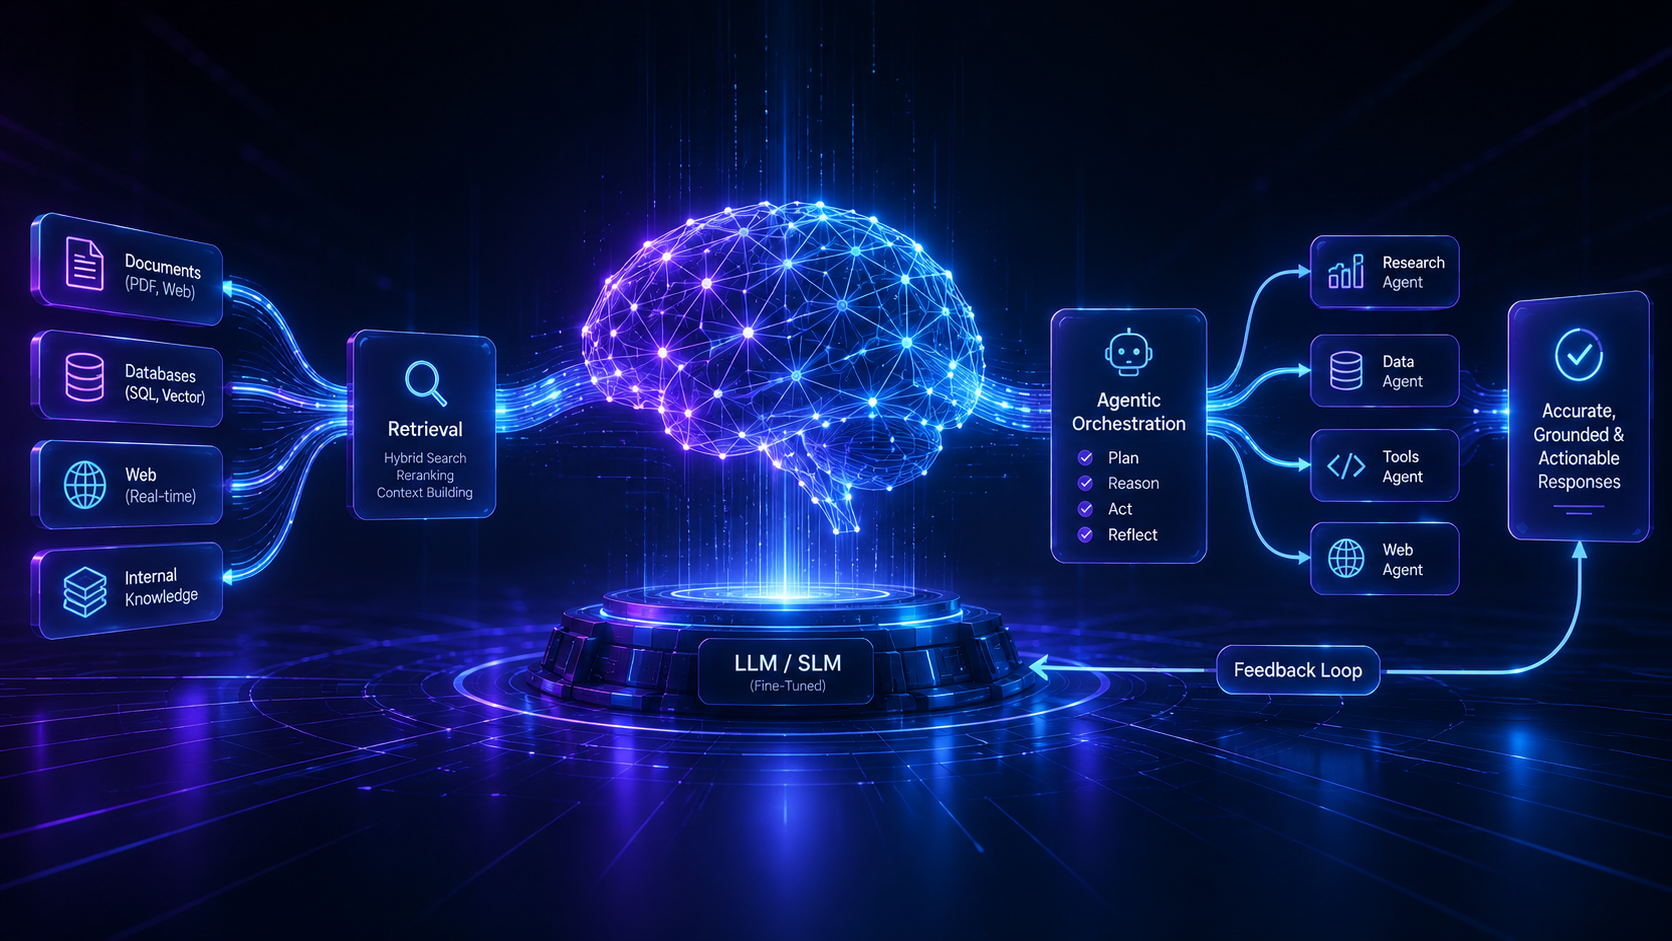 Documents
(PDF, Web)
Databases
(SQL, Vector)
Web
(Real-time)
Internal
Knowledge
Retrieval
Hybrid Search
Reranking
Context Building
LLM / SLM
(Fine-Tuned)
Agentic
Orchestration
Plan
Reason
Act
Reflect
Research
Agent
Data
Agent
Tools
Agent
Web
Agent
Accurate,
Grounded &
Actionable
Responses
Feedback Loop